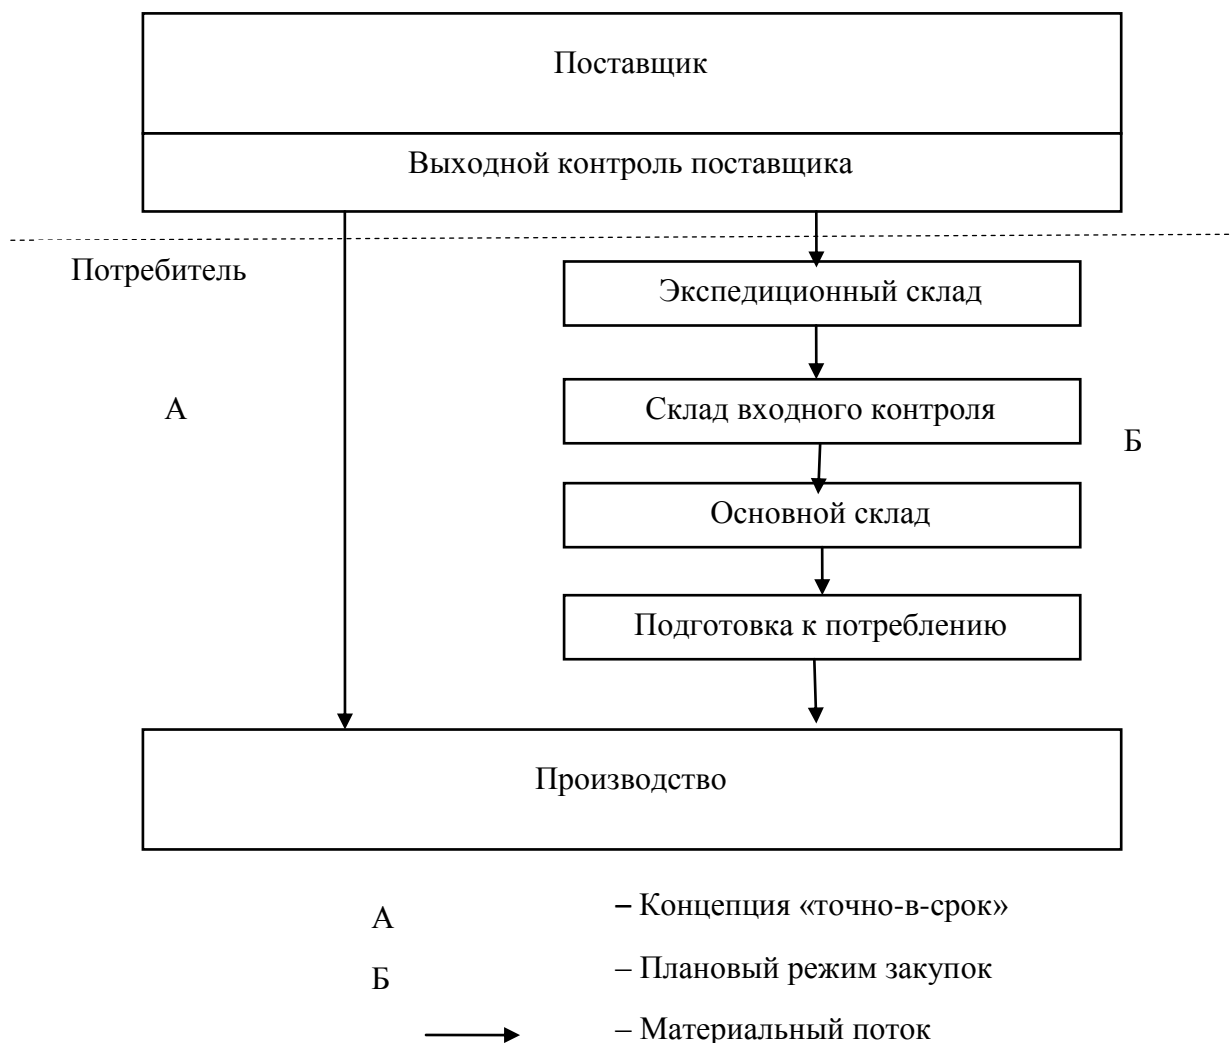 Поставщик
Выходной контроль поставщика
Потребитель
Экспедиционный склад
А
Склад входного контроля
Б
Основной склад
Подготовка к потреблению
Производство
А – Концепция «точно-в-срок»
Б – Плановый режим закупок
– Материальный поток